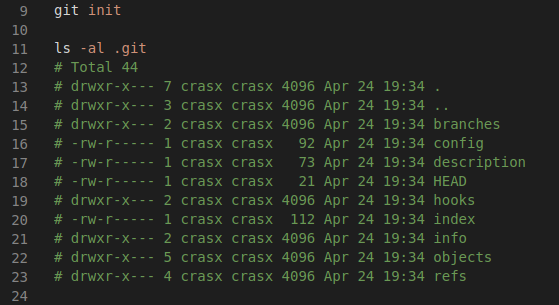 9 git init
10
11 ls -al .git
12 # Total 44
13 # drwxr-x--- 7 crasx crasx 4096 Apr 24 19:34 .
14 # drwxr-x--- 3 crasx crasx 4096 Apr 24 19:34 ..
15 # drwxr-x--- 2 crasx crasx 4096 Apr 24 19:34 branches
16 # -rw-r----- 1 crasx crasx   92 Apr 24 19:34 config
17 # -rw-r----- 1 crasx crasx   73 Apr 24 19:34 description
18 # -rw-r----- 1 crasx crasx   21 Apr 24 19:34 HEAD
19 # drwxr-x--- 2 crasx crasx 4096 Apr 24 19:34 hooks
20 # -rw-r----- 1 crasx crasx  112 Apr 24 19:34 index
21 # drwxr-x--- 2 crasx crasx 4096 Apr 24 19:34 info
22 # drwxr-x--- 5 crasx crasx 4096 Apr 24 19:34 objects
23 # drwxr-x--- 4 crasx crasx 4096 Apr 24 19:34 refs
24